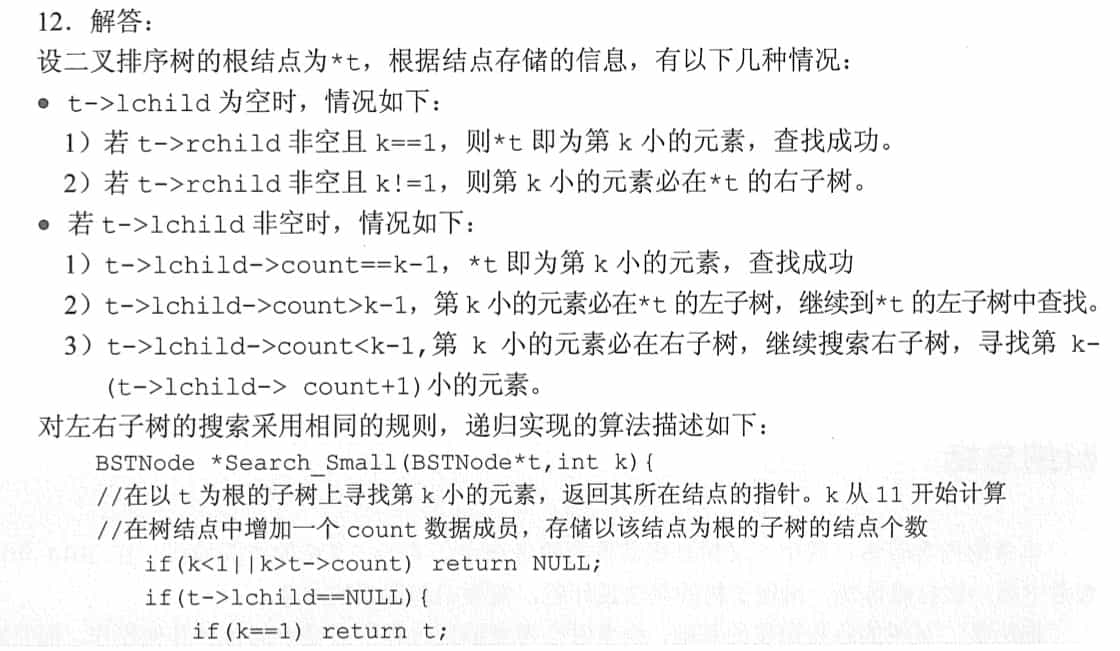 12．解答：
设二叉排序树的根结点为*t，根据结点存储的信息，有以下几种情况：
● t->lchild 为空时，情况如下：
1）若 t->rchild 非空且 k==1，则*t 即为第 k 小的元素，查找成功。
2）若 t->rchild 非空且 k!=1，则第 k 小的元素必在*t 的右子树。
● 若 t->lchild 非空时，情况如下：
1）t->lchild->count==k-1，*t 即为第 k 小的元素，查找成功
2）t->lchild->count>k-1，第 k 小的元素必在*t 的左子树，继续到*t 的左子树中查找。
3）t->lchild->count<k-1,第 k 小的元素必在右子树，继续搜索右子树，寻找第 k-
(t->lchild-> count+1)小的元素。
对左右子树的搜索采用相同的规则，递归实现的算法描述如下：
BSTNode *Search_Small(BSTNode*t,int k){
//在以 t 为根的子树上寻找第 k 小的元素，返回其所在结点的指针。k 从 11 开始计算
//在树结点中增加一个 count 数据成员，存储以该结点为根的子树的结点个数
if(k<1||k>t->count) return NULL;
if(t->lchild==NULL){
if(k==1) return t;